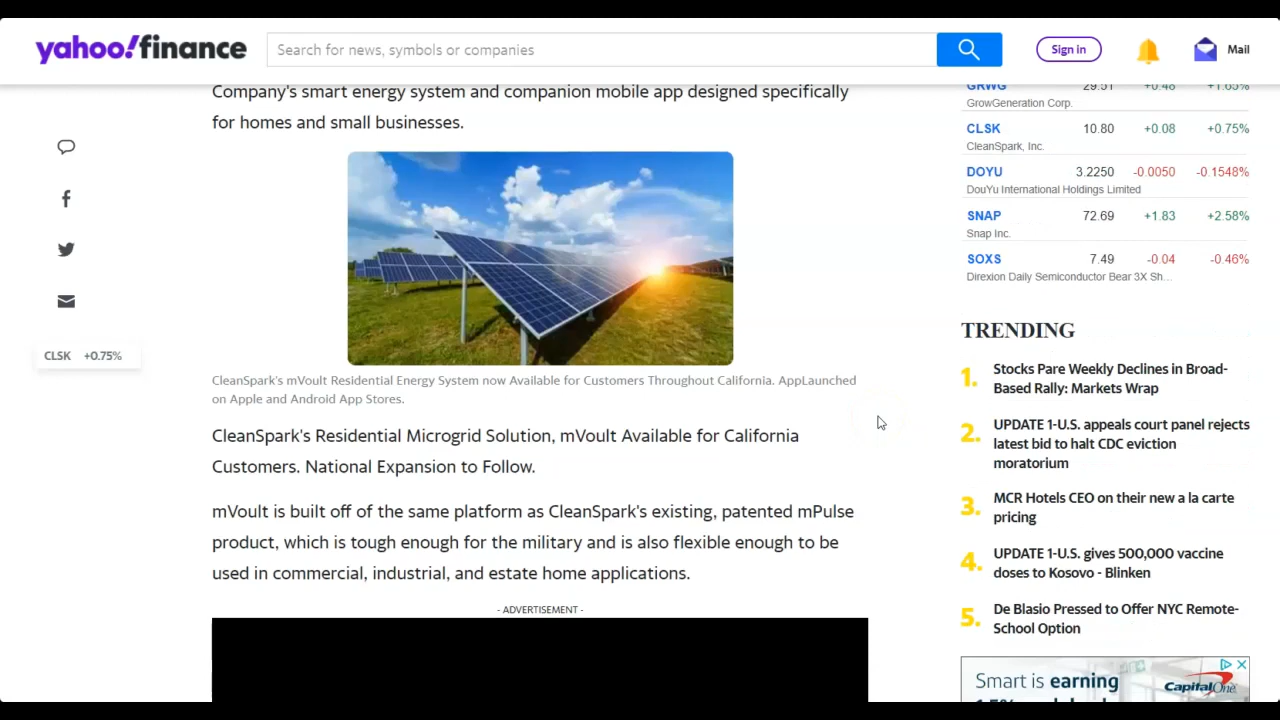 yahoo!finance
Search for news, symbols or companies
Sign in
Mail
Company's smart energy system and companion mobile app designed specifically
for homes and small businesses.
CLSK +0.75%
CleanSpark's mVoult Residential Energy System now Available for Customers Throughout California. AppLaunched
on Apple and Android App Stores.
CleanSpark's Residential Microgrid Solution, mVoult Available for California
Customers. National Expansion to Follow.
mVoult is built off of the same platform as CleanSpark's existing, patented mPulse
product, which is tough enough for the military and is also flexible enough to be
used in commercial, industrial, and estate home applications.
- ADVERTISEMENT -
GRWG 29.51 +0.48 +1.65%
GrowGeneration Corp.
CLSK 10.80 +0.08 +0.75%
CleanSpark, Inc.
DOYU 3.2250 -0.0050 -0.1548%
DouYu International Holdings Limited
SNAP 72.69 +1.83 +2.58%
Snap Inc.
SOXS 7.49 -0.04 -0.46%
Direxion Daily Semiconductor Bear 3X Sh...
TRENDING
1. Stocks Pare Weekly Declines in Broad-
Based Rally: Markets Wrap
2. UPDATE 1-U.S. appeals court panel rejects
latest bid to halt CDC eviction
moratorium
3. MCR Hotels CEO on their new a la carte
pricing
4. UPDATE 1-U.S. gives 500,000 vaccine
doses to Kosovo - Blinken
5. De Blasio Pressed to Offer NYC Remote-
School Option
Smart is earning
Capital One